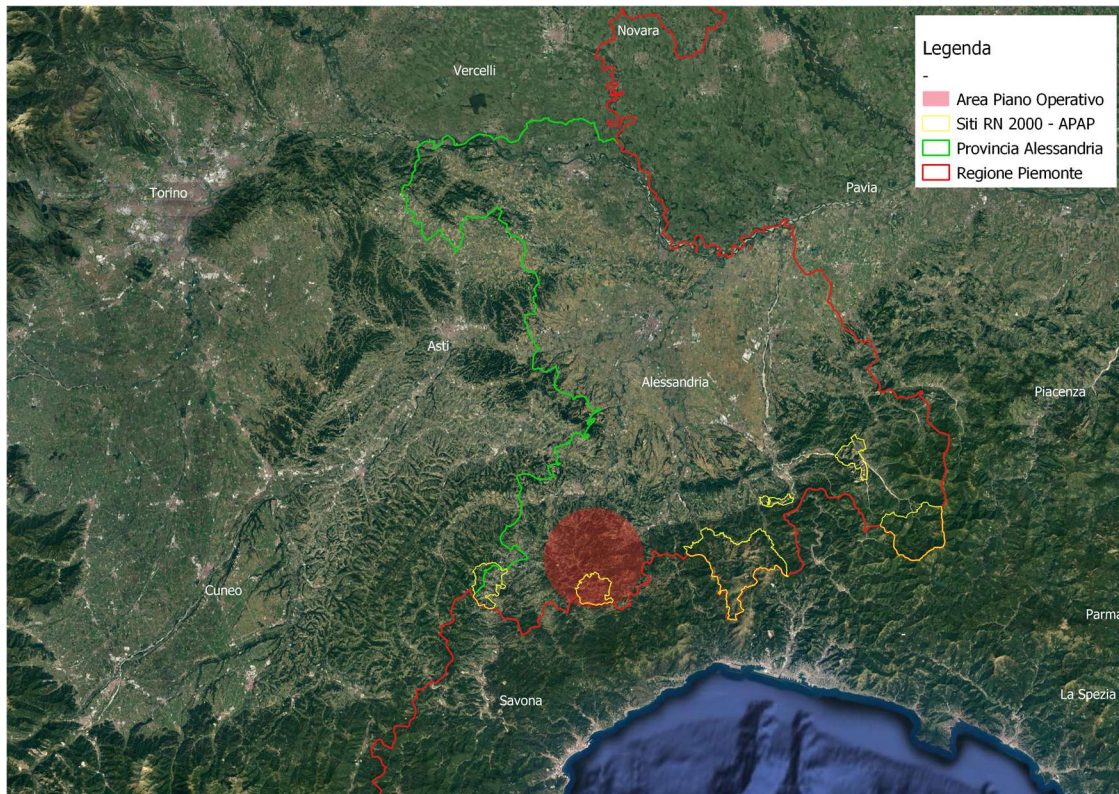 Novara
Vercelli
Legenda
-
Area Piano Operativo
Siti RN 2000 - APAP
Provincia Alessandria
Regione Piemonte
Torino
Pavia
Asti
Alessandria
Piacenza
Cuneo
Parma
La Spezia
Savona